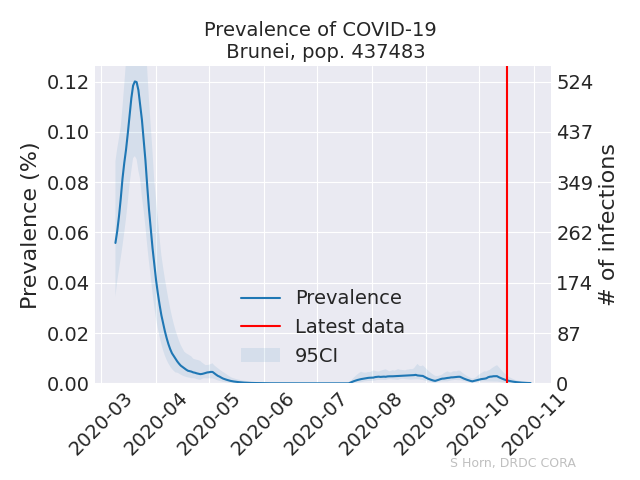 Prevalence of COVID-19
Brunei, pop. 437483
Prevalence (%)
0.12
0.10
0.08
0.06
0.04
0.02
0.00
524
437
349
262
174
87
0
# of infections
Prevalence
Latest data
95CI
2020-03
2020-04
2020-05
2020-06
2020-07
2020-08
2020-09
2020-10
2020-11
S Horn, DRDC CORA